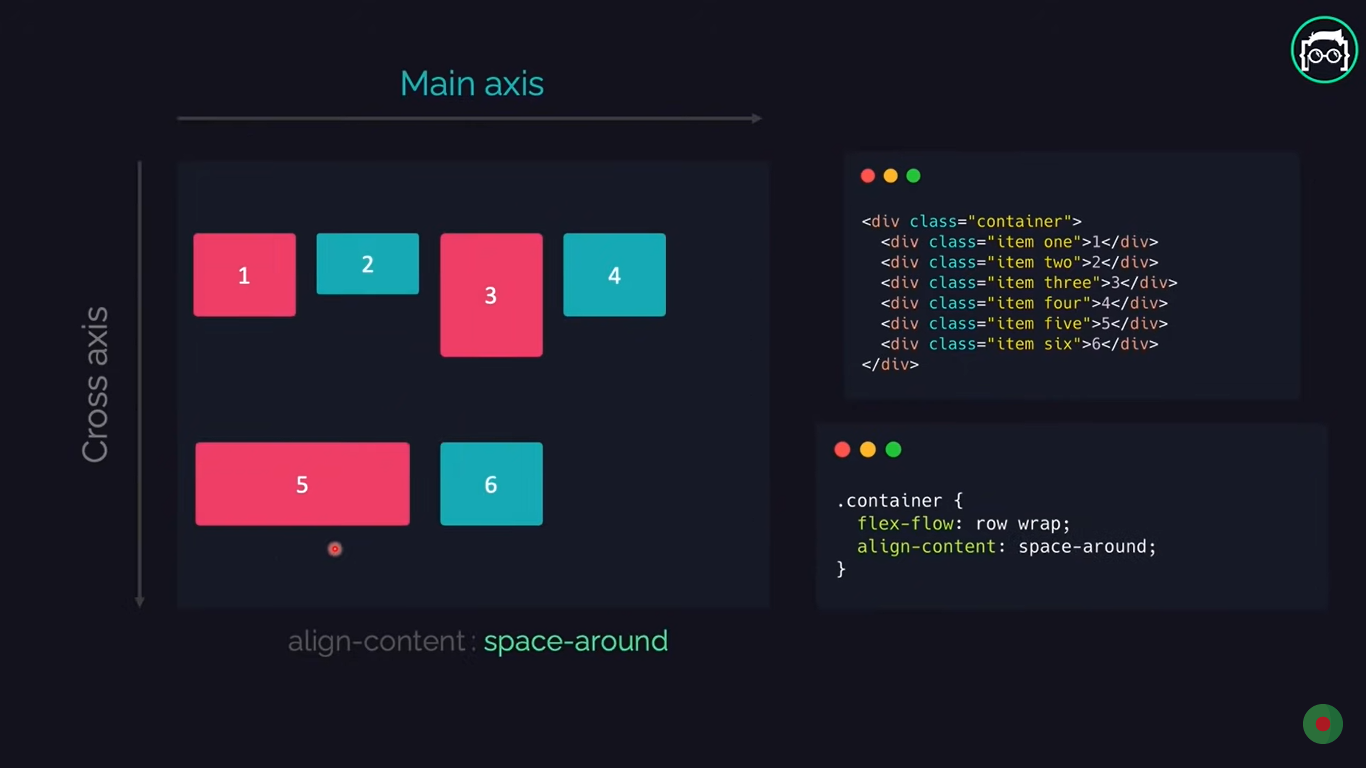 Main axis
Cross axis
1
2
3
4
5
6
align-content : space-around
<div class="container">
  <div class="item one">1</div>
  <div class="item two">2</div>
  <div class="item three">3</div>
  <div class="item four">4</div>
  <div class="item five">5</div>
  <div class="item six">6</div>
</div>
.container {
  flex-flow: row wrap;
  align-content: space-around;
}